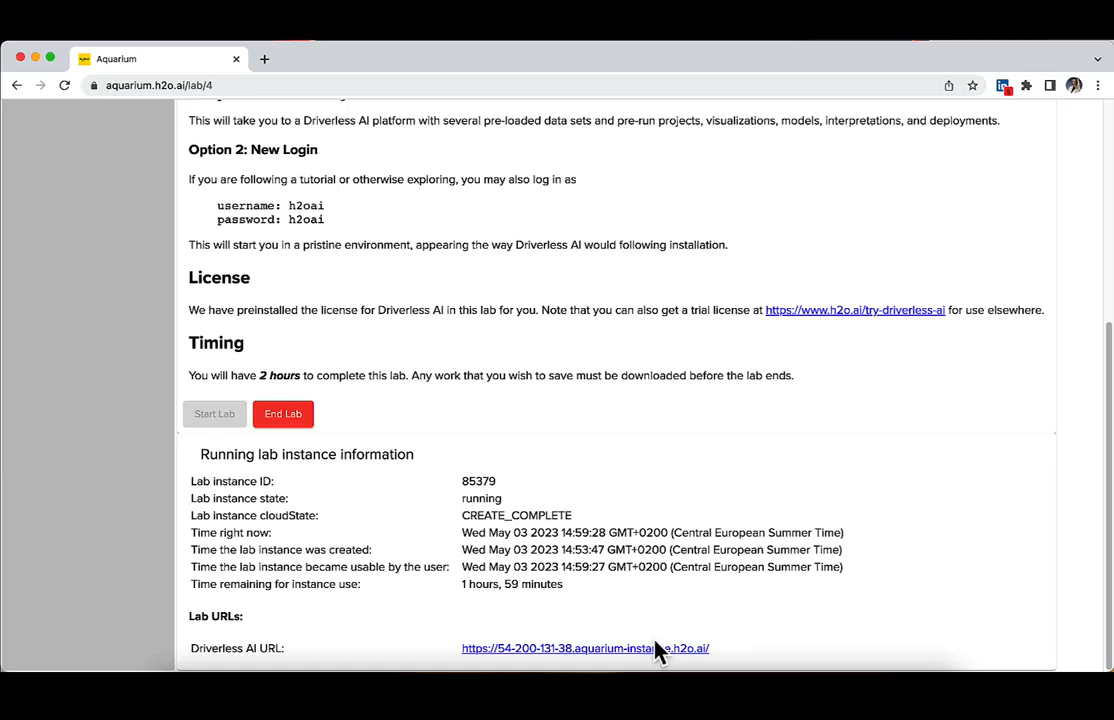 Aquarium
aquarium.h2o.ai/lab/4
This will take you to a Driverless AI platform with several pre-loaded data sets and pre-run projects, visualizations, models, interpretations, and deployments.
Option 2: New Login
If you are following a tutorial or otherwise exploring, you may also log in as
username: h2oai
password: h2oai
This will start you in a pristine environment, appearing the way Driverless AI would following installation.
License
We have preinstalled the license for Driverless AI in this lab for you. Note that you can also get a trial license at https://www.h2o.ai/try-driverless-ai for use elsewhere.
Timing
You will have 2 hours to complete this lab. Any work that you wish to save must be downloaded before the lab ends.
Start Lab End Lab
Running lab instance information
Lab instance ID: 85379
Lab instance state: running
Lab instance cloudState: CREATE_COMPLETE
Time right now: Wed May 03 2023 14:59:28 GMT+0200 (Central European Summer Time)
Time the lab instance was created: Wed May 03 2023 14:53:47 GMT+0200 (Central European Summer Time)
Time the lab instance became usable by the user: Wed May 03 2023 14:59:27 GMT+0200 (Central European Summer Time)
Time remaining for instance use: 1 hours, 59 minutes
Lab URLs:
Driverless AI URL: https://54-200-131-38.aquarium-instance.h2o.ai/